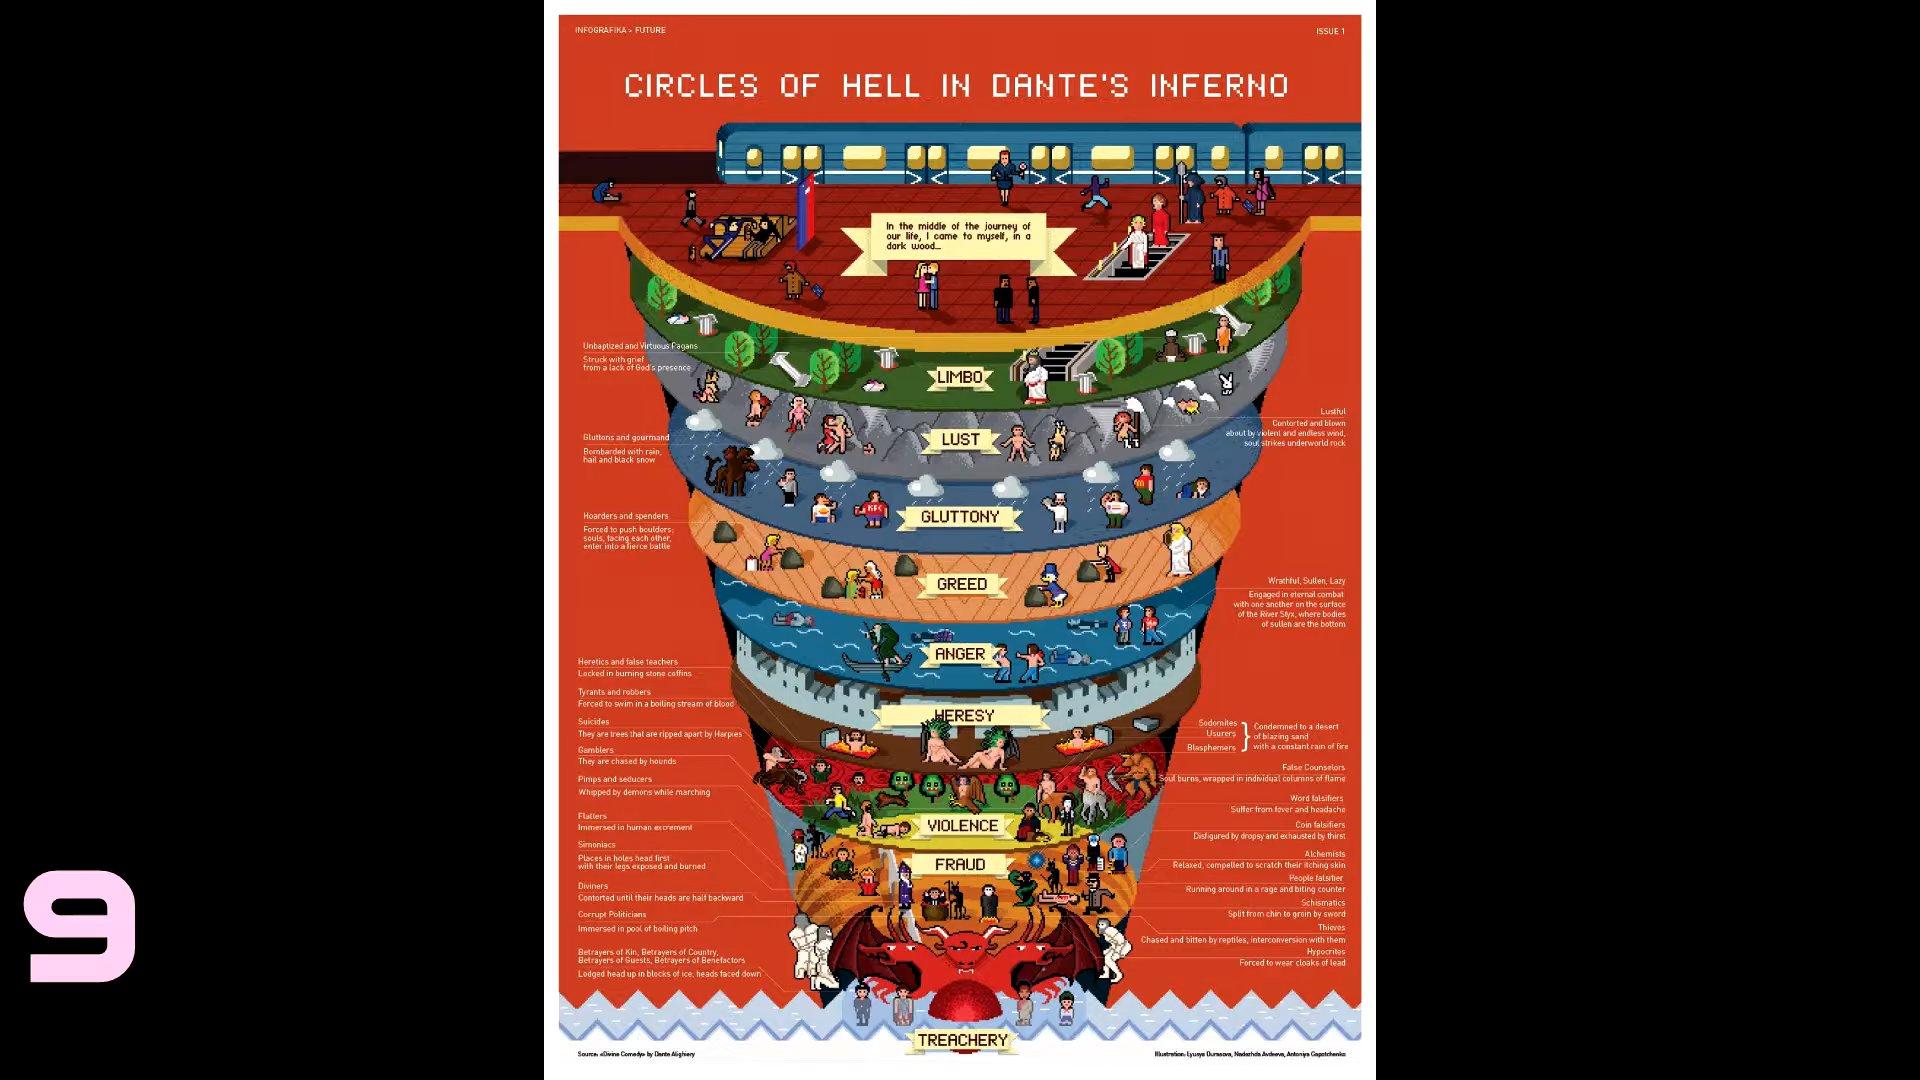 INFOGRAFIKA > FUTURE
ISSUE 1
CIRCLES OF HELL IN DANTE'S INFERNO
In the middle of the journey of
our life, I came to myself, in a
dark wood...
Unbaptized and Virtuous Pagans
Struck with grief
from a lack of God's presence
LIMBO
Lustful
Contorted and blown
about by violent and endless wind,
soul strikes underworld rock
LUST
Gluttons and gourmand
Bombarded with rain,
hail and black snow
KFC
GLUTTONY
Hoarders and spenders
Forced to push boulders;
souls, facing each other,
enter into a fierce battle
GREED
Wrathful, Sullen, Lazy
Engaged in eternal combat
with one another on the surface
of the River Styx, where bodies
of sullen are the bottom
ANGER
Heretics and false teachers
Locked in burning stone coffins
Tyrants and robbers
Forced to swim in a boiling stream of blood
HERESY
Suicides
They are trees that are ripped apart by Harpies
Sodomites
Usurers
Blasphemers
Condemned to a desert
of blazing sand
with a constant rain of fire
Gamblers
They are chased by hounds
False Counselors
Soul burns, wrapped in individual columns of flame
Pimps and seducers
Whipped by demons while marching
Word falsifiers
Suffer from fever and headache
VIOLENCE
Flatters
Immersed in human excrement
Coin falsifiers
Disfigured by dropsy and exhausted by thirst
Simoniacs
Places in holes head first
with their legs exposed and burned
FRAUD
Alchemists
Relaxed, compelled to scratch their itching skin
People falsifier
Running around in a rage and biting counter
Diviners
Contorted until their heads are half backward
Schismatics
Split from chin to groin by sword
Corrupt Politicians
Immersed in pool of boiling pitch
Thieves
Chased and bitten by reptiles, interconversion with them
9
Betrayers of Kin, Betrayers of Country,
Betrayers of Guests, Betrayers of Benefactors
Lodged head up in blocks of ice, heads faced down
Hypocrites
Forced to wear cloaks of lead
TREACHERY
Source: «Divine Comedy» by Dante Alighiery
Illustration: Lyusya Durasova, Nadezhda Avdeeva, Antoniya Gapotchenko